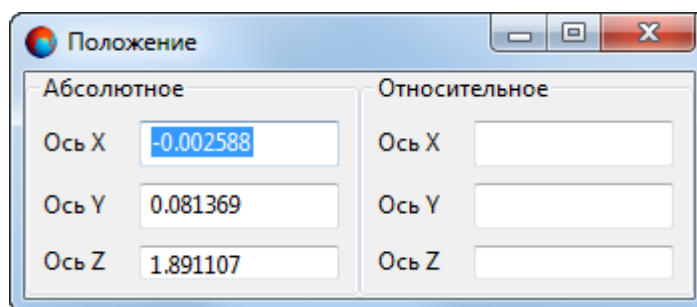 Положение
Абсолютное Относительное
Ось X -0.002588 Ось X
Ось Y 0.081369 Ось Y
Ось Z 1.891107 Ось Z